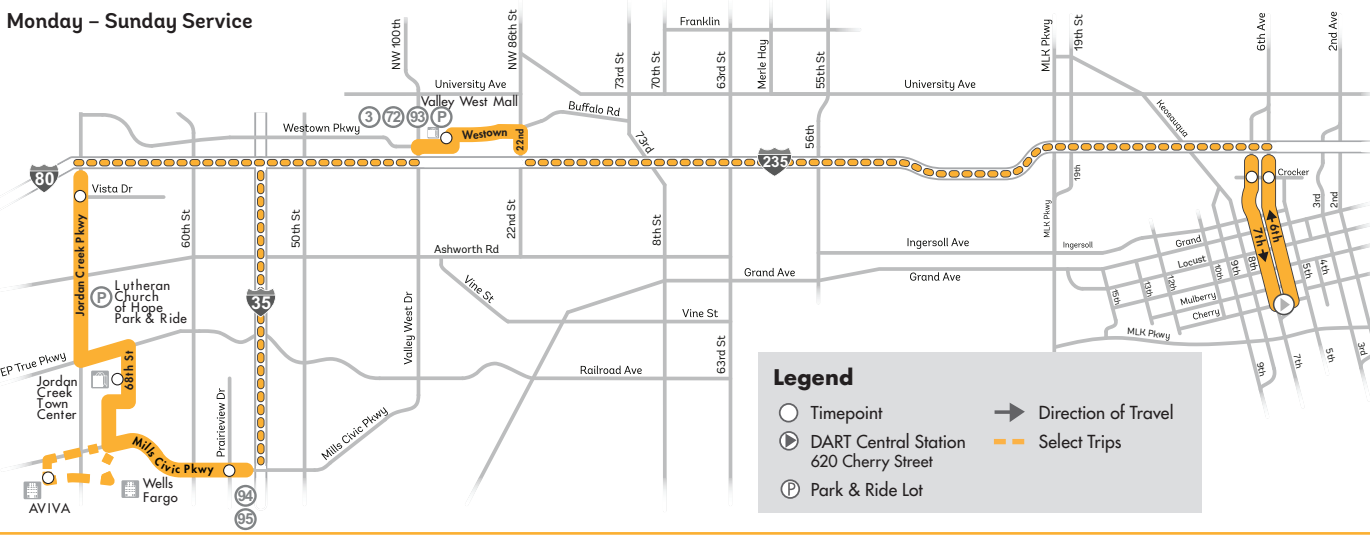 Monday – Sunday Service
NW 100th
NW 86th St
Franklin
73rd St
70th St
63rd St
Merle Hay
55th St
MLK Pkwy
19th St
6th Ave
2nd Ave
University Ave
University Ave
Valley West Mall
3
72
93
P
Buffalo Rd
Keosauqua
Westown Pkwy
Westown
22nd
73rd
56th
235
80
Crocker
19th
Vista Dr
3rd
2nd
60th St
50th St
22nd St
8th St
MLK Pkwy
Jordan Creek Pkwy
Ashworth Rd
Ingersoll Ave
Ingersoll
Grand
7th
6th
Locust
10th
9th
8th
5th
4th
Grand Ave
Grand Ave
Vine St
15th
13th
12th
P
Lutheran
Church
of Hope
Park & Ride
35
Mulberry
Cherry
Vine St
Valley West Dr
63rd St
MLK Pkwy
EP True Pkwy
68th St
Railroad Ave
9th
7th
5th
3rd
Jordan
Creek
Town
Center
Prairieview Dr
Mills Civic Pkwy
Mills Civic Pkwy
Wells
Fargo
AVIVA
94
95
Legend
Timepoint
DART Central Station
620 Cherry Street
P
Park & Ride Lot
Direction of Travel
Select Trips